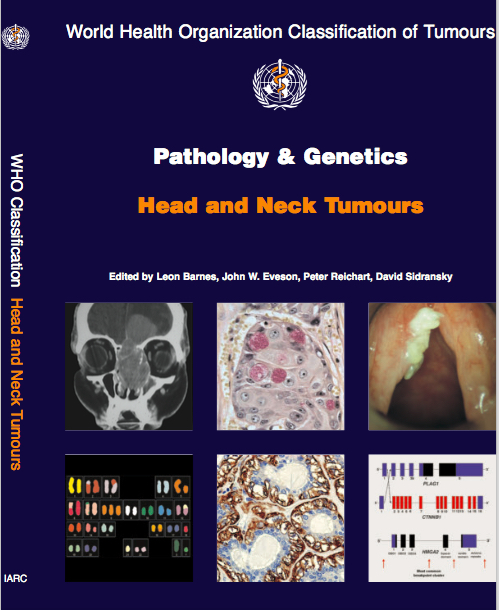 World Health Organization Classification of Tumours
Pathology & Genetics
Head and Neck Tumours
Edited by Leon Barnes, John W. Eveson, Peter Reichart, David Sidransky
WHO Classification Head and Neck Tumours
IARC
PLAG1
CTNNB1
HMGA2